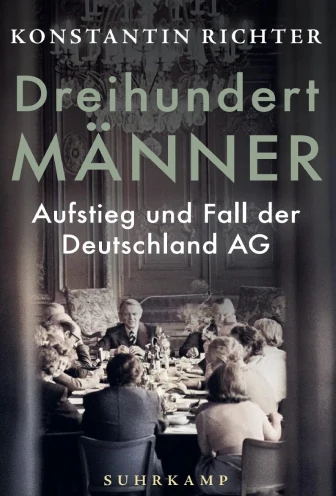 KONSTANTIN RICHTER
Dreihundert
MÄNNER
Aufstieg und Fall der
Deutschland AG
SUHRKAMP